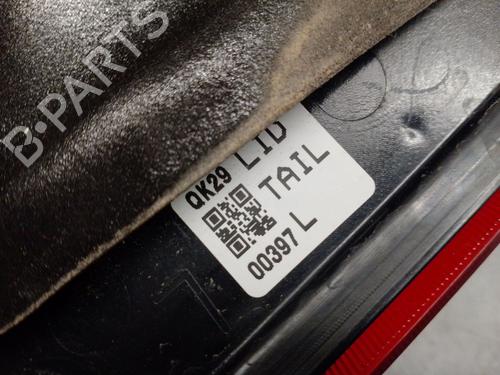 B-PARTS
QK29 LID
TAIL
00397 L